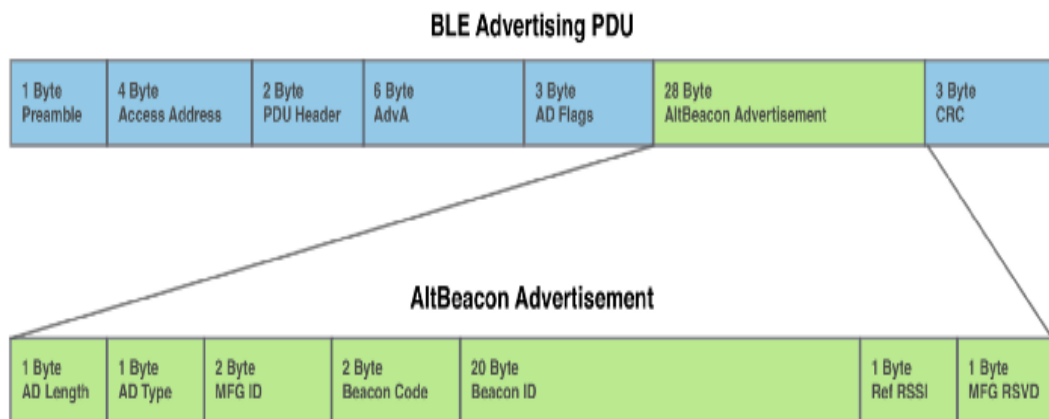 BLE Advertising PDU
1 Byte
Preamble
4 Byte
Access Address
2 Byte
PDU Header
6 Byte
AdvA
3 Byte
AD Flags
28 Byte
AltBeacon Advertisement
3 Byte
CRC
AltBeacon Advertisement
1 Byte
AD Length
1 Byte
AD Type
2 Byte
MFG ID
2 Byte
Beacon Code
20 Byte
Beacon ID
1 Byte
Ref RSSI
1 Byte
MFG RSVD